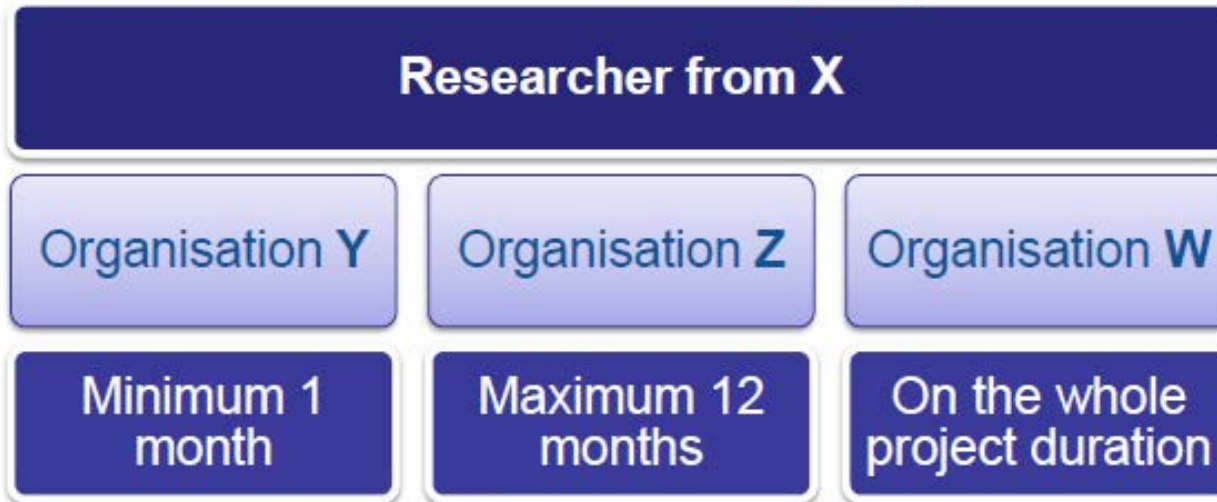 Researcher from X
Organisation Y
Organisation Z
Organisation W
Minimum 1
month
Maximum 12
months
On the whole
project duration